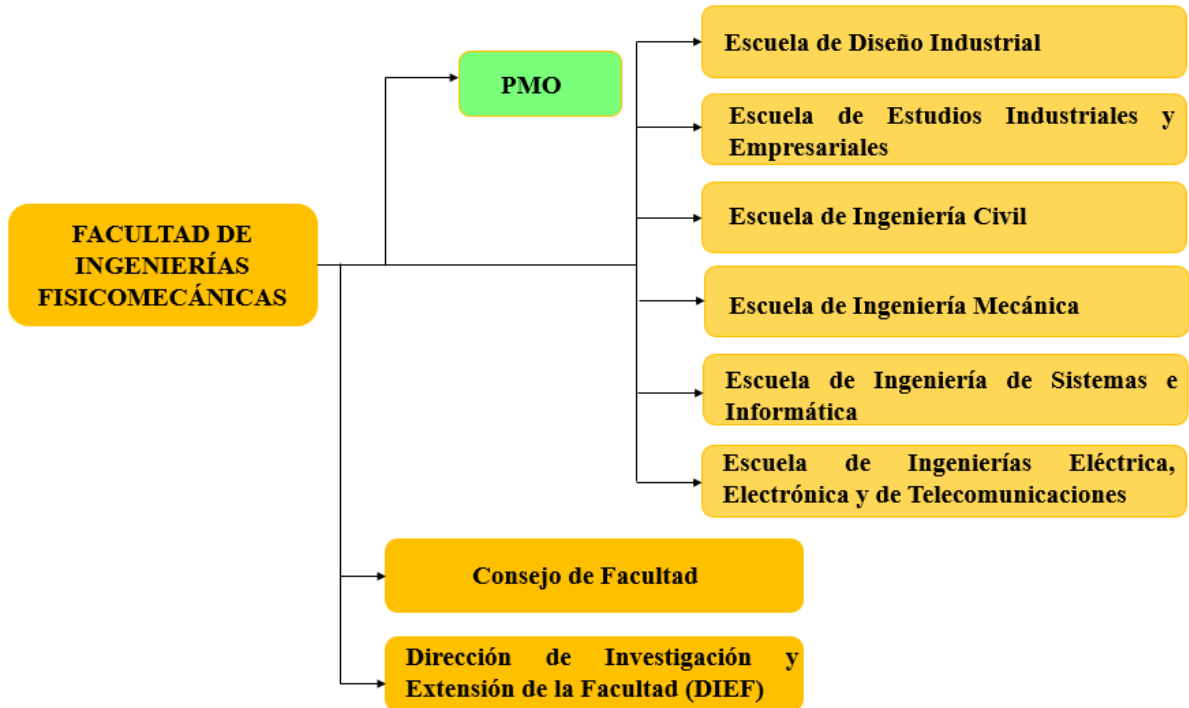 Escuela de Diseño Industrial
PMO
Escuela de Estudios Industriales y
Empresariales
FACULTAD DE
INGENIERÍAS
FISICOMECÁNICAS
Escuela de Ingeniería Civil
Escuela de Ingeniería Mecánica
Escuela de Ingeniería de Sistemas e
Informática
Escuela de Ingenierías Eléctrica,
Electrónica y de Telecomunicaciones
Consejo de Facultad
Dirección de Investigación y
Extensión de la Facultad (DIEF)